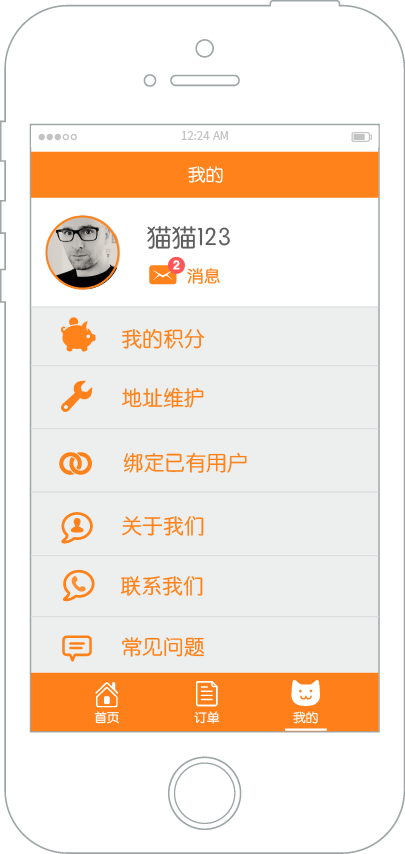 12:24 AM
我的
猫猫123
2
消息
我的积分
地址维护
绑定已有用户
关于我们
联系我们
常见问题
首页 订单 我的